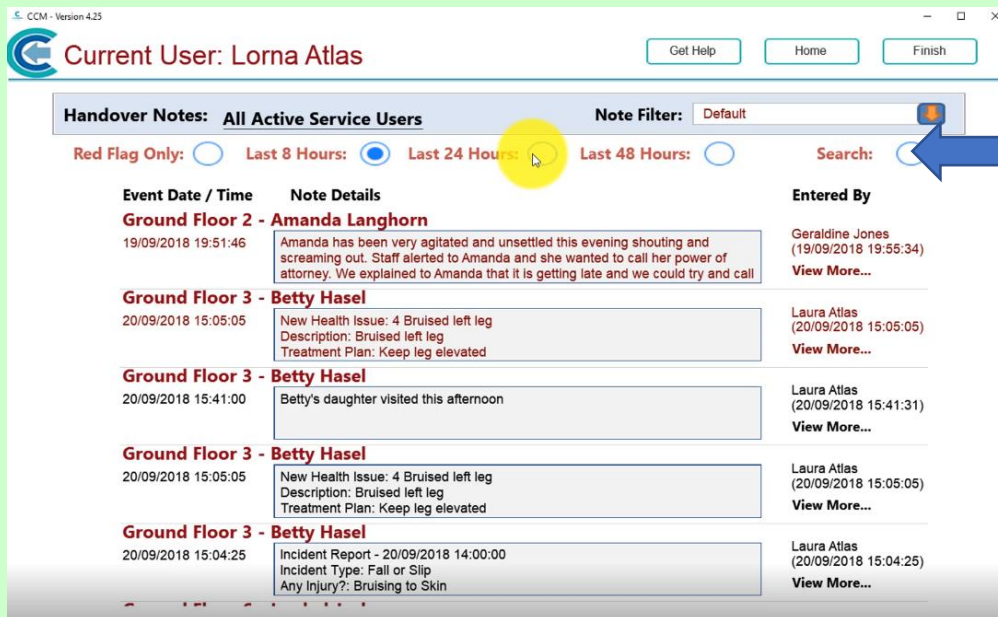 CCM - Version 4.25
Current User: Lorna Atlas
Get Help
Home
Finish
Handover Notes: All Active Service Users
Note Filter: Default
Red Flag Only: Last 8 Hours: Last 24 Hours: Last 48 Hours: Search:
Event Date / Time Note Details Entered By
Ground Floor 2 - Amanda Langhorn
19/09/2018 19:51:46
Amanda has been very agitated and unsettled this evening shouting and
screaming out. Staff alerted to Amanda and she wanted to call her power of
attorney. We explained to Amanda that it is getting late and we could try and call
Geraldine Jones
(19/09/2018 19:55:34)
View More...
Ground Floor 3 - Betty Hasel
20/09/2018 15:05:05
New Health Issue: 4 Bruised left leg
Description: Bruised left leg
Treatment Plan: Keep leg elevated
Laura Atlas
(20/09/2018 15:05:05)
View More...
Ground Floor 3 - Betty Hasel
20/09/2018 15:41:00
Betty's daughter visited this afternoon
Laura Atlas
(20/09/2018 15:41:31)
View More...
Ground Floor 3 - Betty Hasel
20/09/2018 15:05:05
New Health Issue: 4 Bruised left leg
Description: Bruised left leg
Treatment Plan: Keep leg elevated
Laura Atlas
(20/09/2018 15:05:05)
View More...
Ground Floor 3 - Betty Hasel
20/09/2018 15:04:25
Incident Report - 20/09/2018 14:00:00
Incident Type: Fall or Slip
Any Injury?: Bruising to Skin
Laura Atlas
(20/09/2018 15:04:25)
View More...